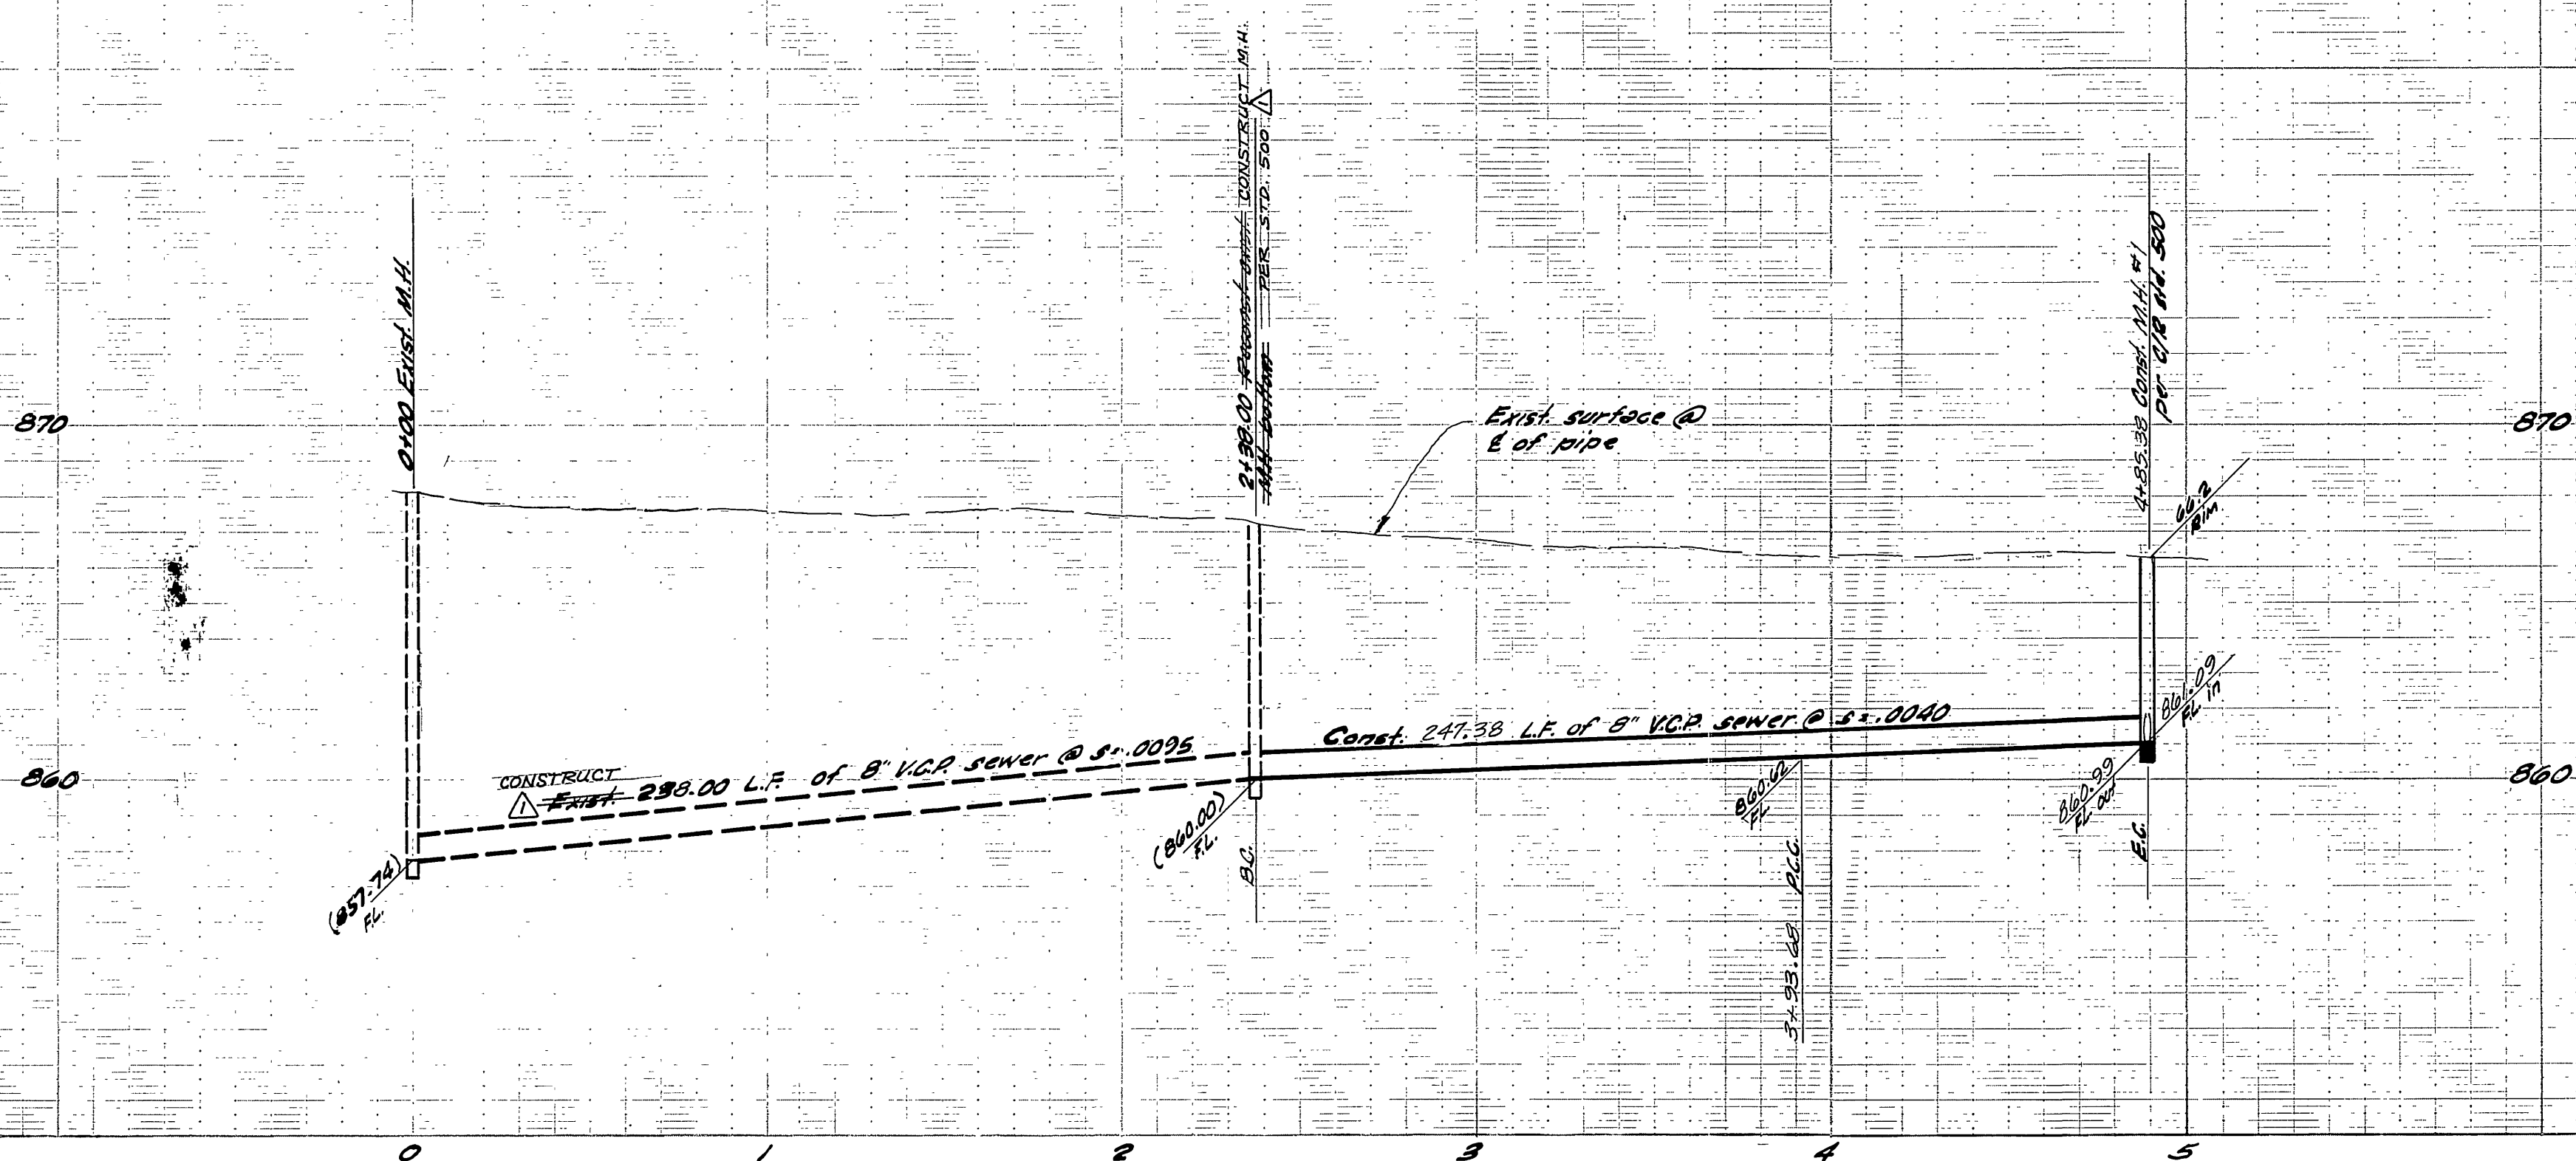 0+00 Exist. M.H.
2+38.00 Reconst. exist. CONSTRUCT M.H.
M.H. bottom PER STD. 500 1
4+85.38 Const. M.H. #1
per C/R std. 500
870
870
Exist. surface @
℄ of pipe
66.2
RIM
861.09
F.L. in
Const. 247.38 L.F. of 8" V.C.P. sewer @ s=.0040
CONSTRUCT
1 Exist. 238.00 L.F. of 8" V.C.P. sewer @ S=.0095
860
860
860.62
F.L.
860.99
F.L. out
(860.00)
F.L.
(857.74)
F.L.
B.C.
3+93.68 P.C.C.
E.C.
0 1 2 3 4 5